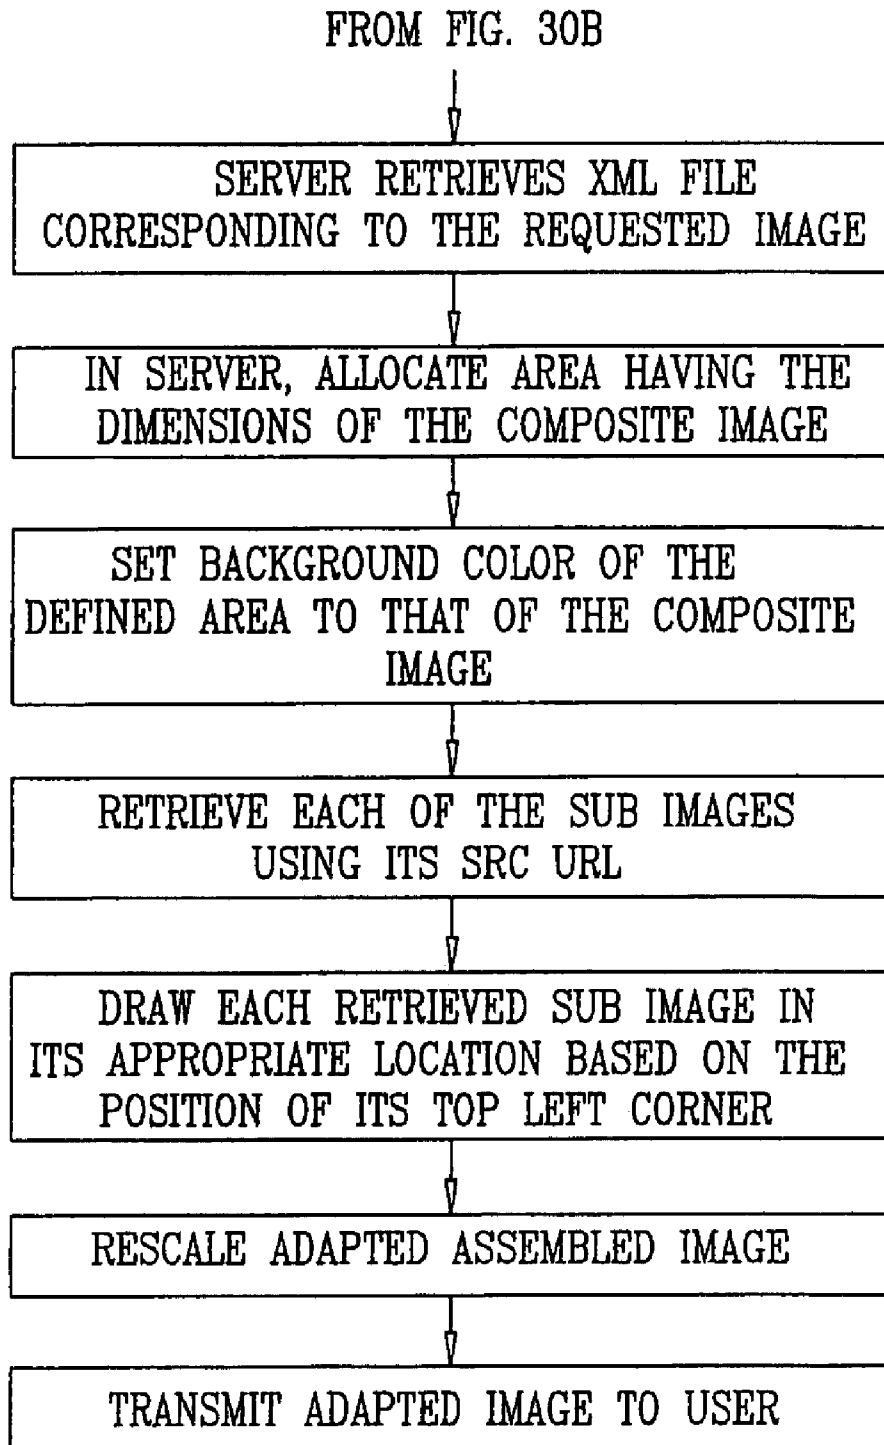 FROM FIG. 30B
SERVER RETRIEVES XML FILE
CORRESPONDING TO THE REQUESTED IMAGE
IN SERVER, ALLOCATE AREA HAVING THE
DIMENSIONS OF THE COMPOSITE IMAGE
SET BACKGROUND COLOR OF THE
DEFINED AREA TO THAT OF THE COMPOSITE
IMAGE
RETRIEVE EACH OF THE SUB IMAGES
USING ITS SRC URL
DRAW EACH RETRIEVED SUB IMAGE IN
ITS APPROPRIATE LOCATION BASED ON THE
POSITION OF ITS TOP LEFT CORNER
RESCALE ADAPTED ASSEMBLED IMAGE
TRANSMIT ADAPTED IMAGE TO USER